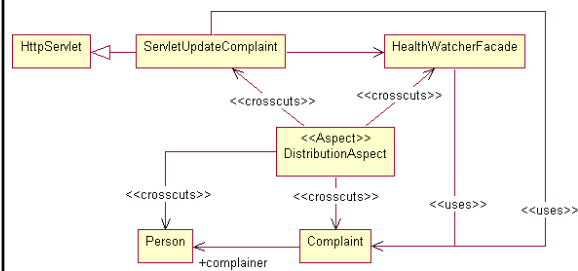 HttpServlet
ServletUpdateComplaint
HealthWatcherFacade
<<crosscuts>>
<<crosscuts>>
<<Aspect>>
DistributionAspect
<<crosscuts>>
<<crosscuts>>
<<uses>>
<<uses>>
Person
Complaint
+complainer